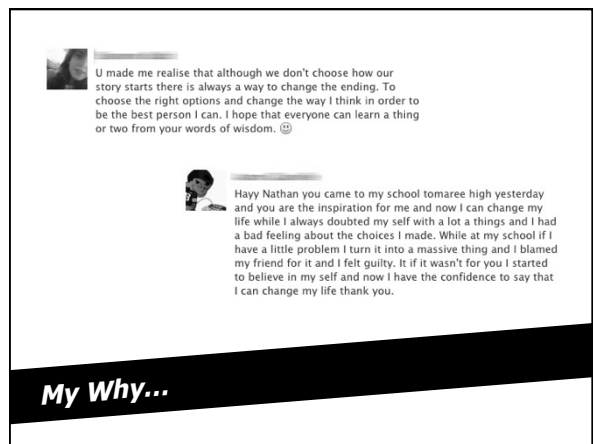 U made me realise that although we don't choose how our
story starts there is always a way to change the ending. To
choose the right options and change the way I think in order to
be the best person I can. I hope that everyone can learn a thing
or two from your words of wisdom. 
Hayy Nathan you came to my school tomaree high yesterday
and you are the inspiration for me and now I can change my
life while I always doubted my self with a lot a things and I had
a bad feeling about the choices I made. While at my school if I
have a little problem I turn it into a massive thing and I blamed
my friend for it and I felt guilty. It if it wasn't for you I started
to believe in my self and now I have the confidence to say that
I can change my life thank you.
My Why...